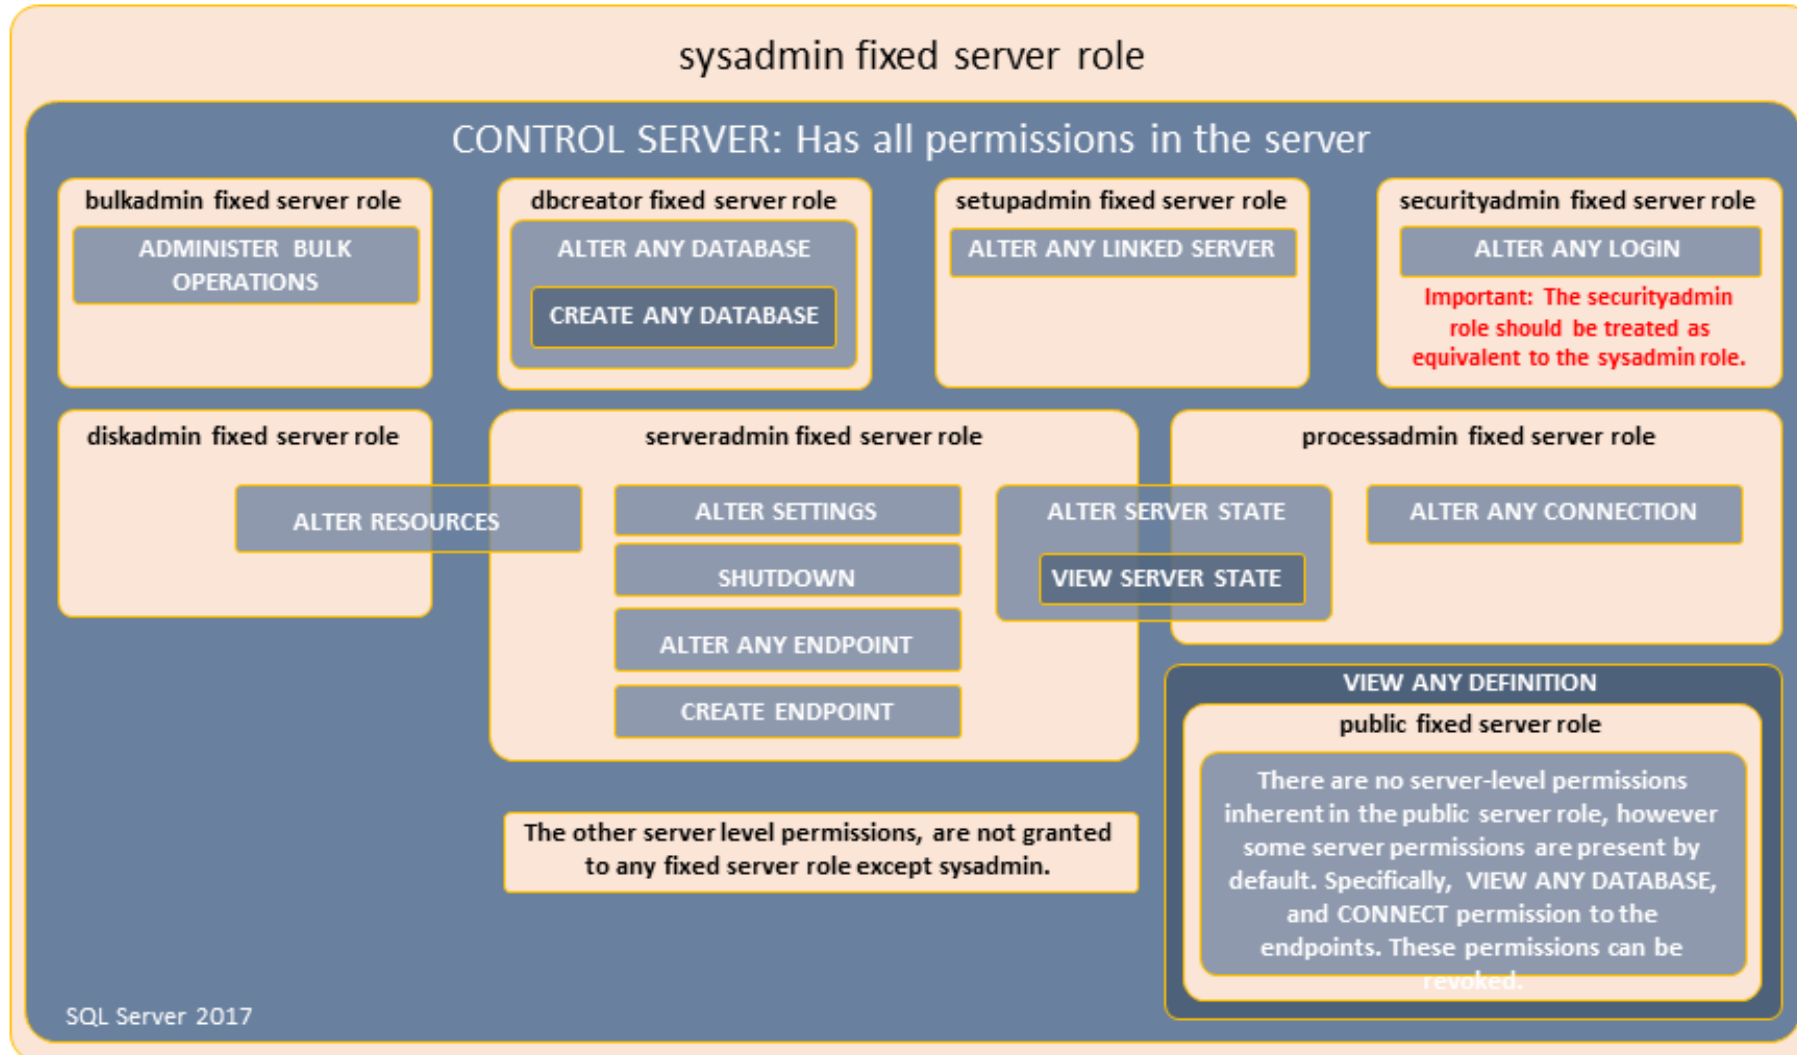 sysadmin fixed server role
CONTROL SERVER: Has all permissions in the server
bulkadmin fixed server role
ADMINISTER BULK
OPERATIONS
dbcreator fixed server role
ALTER ANY DATABASE
CREATE ANY DATABASE
setupadmin fixed server role
ALTER ANY LINKED SERVER
securityadmin fixed server role
ALTER ANY LOGIN
Important: The securityadmin
role should be treated as
equivalent to the sysadmin role.
diskadmin fixed server role
ALTER RESOURCES
serveradmin fixed server role
ALTER SETTINGS
SHUTDOWN
ALTER ANY ENDPOINT
CREATE ENDPOINT
ALTER SERVER STATE
VIEW SERVER STATE
processadmin fixed server role
ALTER ANY CONNECTION
VIEW ANY DEFINITION
public fixed server role
There are no server-level permissions
inherent in the public server role, however
some server permissions are present by
default. Specifically, VIEW ANY DATABASE,
and CONNECT permission to the
endpoints. These permissions can be
revoked.
The other server level permissions, are not granted
to any fixed server role except sysadmin.
SQL Server 2017